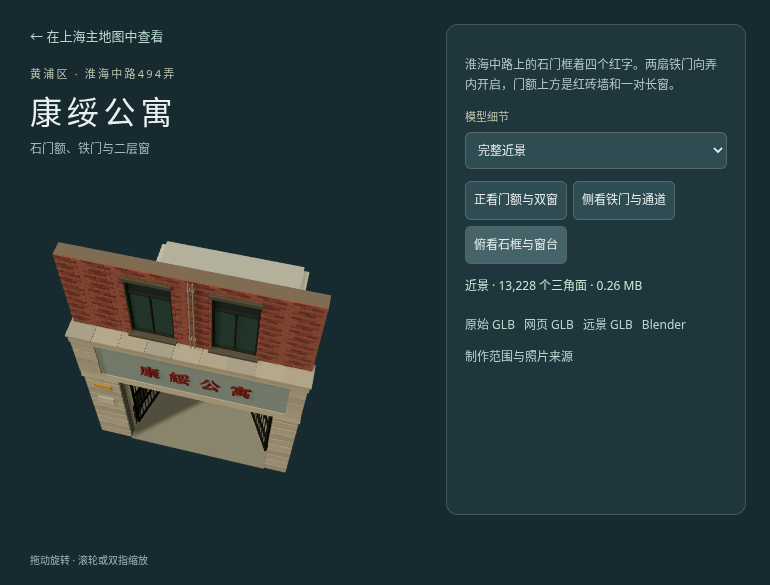 ← 在上海主地图中查看
黄浦区 · 淮海中路494弄
康绥公寓
石门额、铁门与二层窗
康绥公寓
淮海中路上的石门框着四个红字。两扇铁门向弄
内开启，门额上方是红砖墙和一对长窗。
模型细节
完整近景
正看门额与双窗
侧看铁门与通道
俯看石框与窗台
近景 · 13,228 个三角面 · 0.26 MB
原始 GLB 网页 GLB 远景 GLB Blender
制作范围与照片来源
拖动旋转 · 滚轮或双指缩放